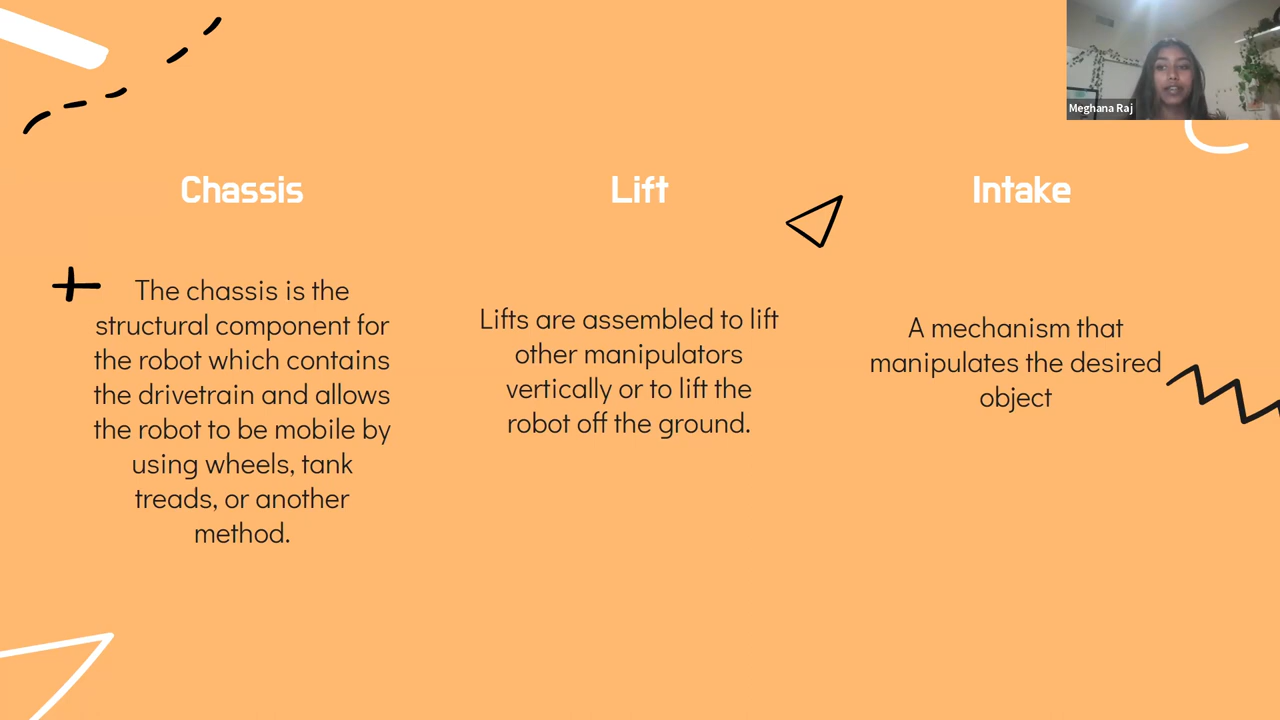 Meghana Raj
Chassis
The chassis is the
structural component for
the robot which contains
the drivetrain and allows
the robot to be mobile by
using wheels, tank
treads, or another
method.
Lift
Lifts are assembled to lift
other manipulators
vertically or to lift the
robot off the ground.
Intake
A mechanism that
manipulates the desired
object